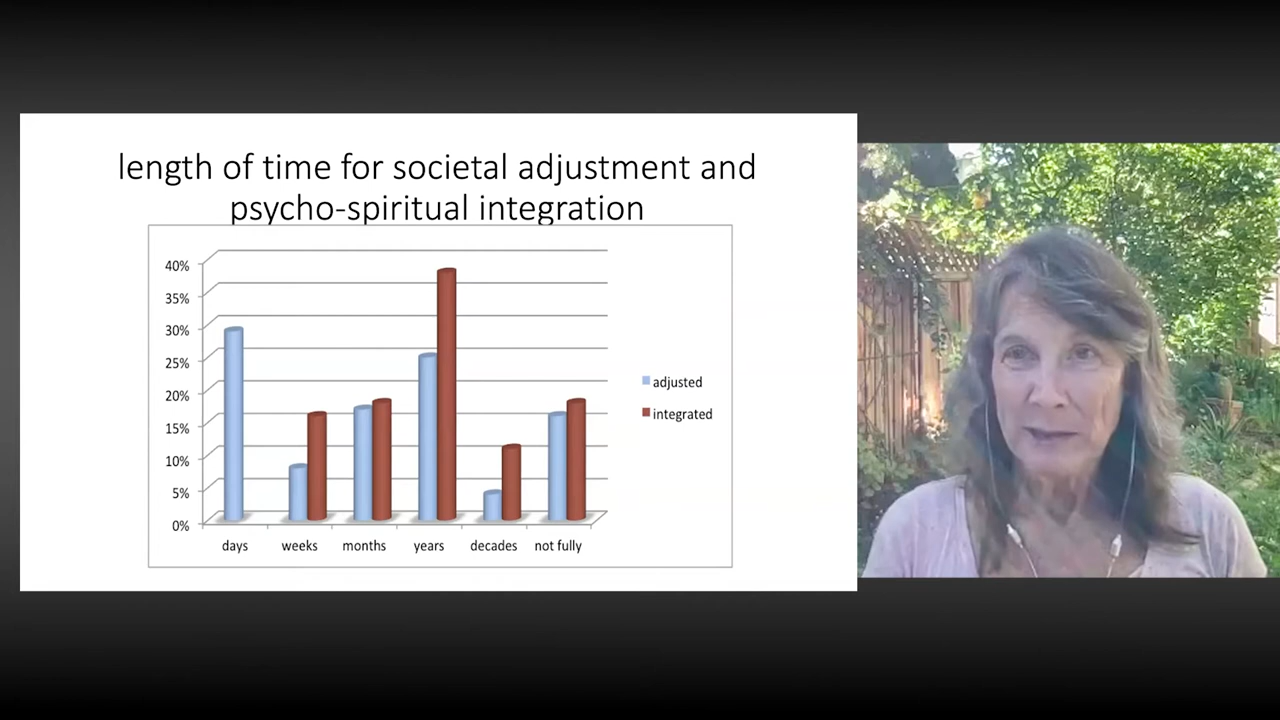 length of time for societal adjustment and
psycho-spiritual integration
40%
35%
30%
25%
20%
15%
10%
5%
0%
days weeks months years decades not fully
adjusted
integrated